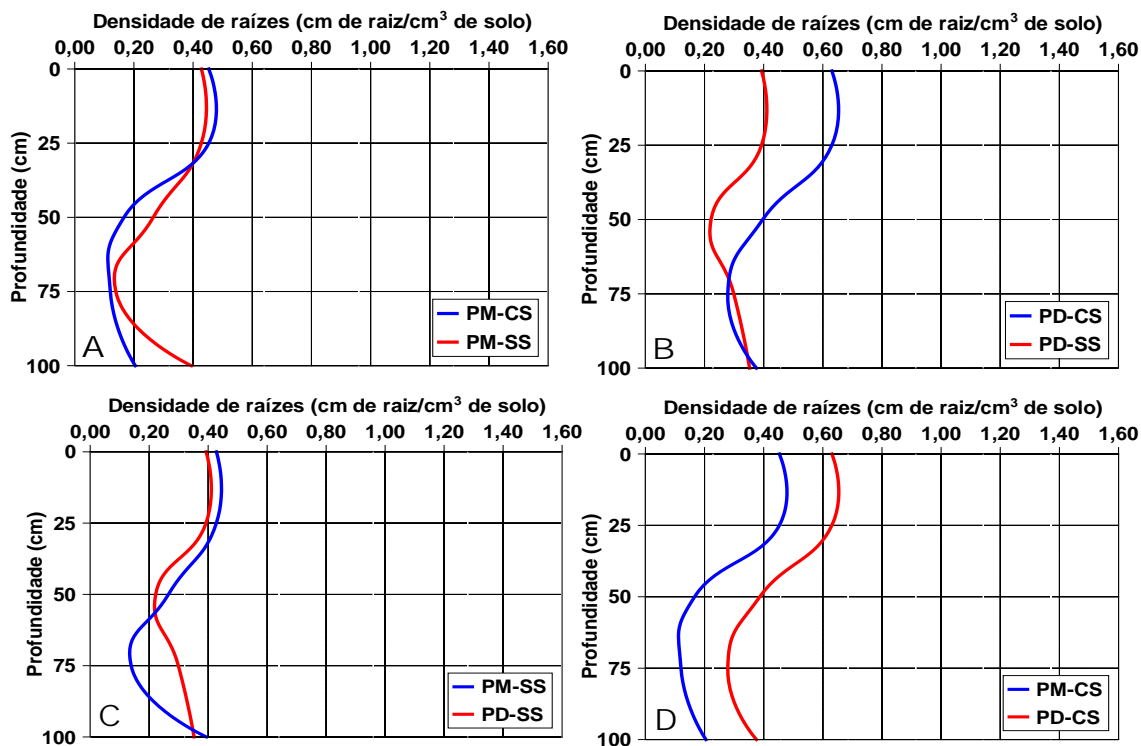 Densidade de raízes (cm de raiz/cm³ de solo)
0,00 0,20 0,40 0,60 0,80 1,00 1,20 1,40 1,60
Profundidade (cm)
0
25
50
75
100
PM-CS
PM-SS
A
Densidade de raízes (cm de raiz/cm³ de solo)
0,00 0,20 0,40 0,60 0,80 1,00 1,20 1,40 1,60
Profundidade (cm)
0
25
50
75
100
PD-CS
PD-SS
B
Densidade de raízes (cm de raiz/cm³ de solo)
0,00 0,20 0,40 0,60 0,80 1,00 1,20 1,40 1,60
Profundidade (cm)
0
25
50
75
100
PM-SS
PD-SS
C
Densidade de raízes (cm de raiz/cm³ de solo)
0,00 0,20 0,40 0,60 0,80 1,00 1,20 1,40 1,60
Profundidade (cm)
0
25
50
75
100
PM-CS
PD-CS
D